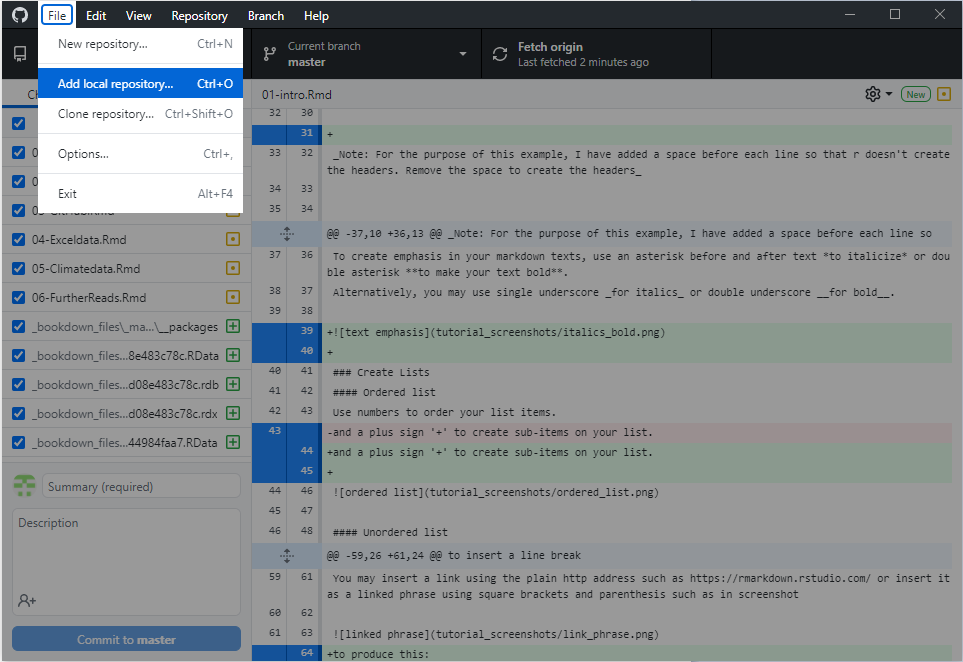 File Edit View Repository Branch Help
New repository... Ctrl+N
Add local repository... Ctrl+O
Clone repository... Ctrl+Shift+O
Options... Ctrl+,
Exit Alt+F4
Current branch
master
Fetch origin
Last fetched 2 minutes ago
04-Exceldata.Rmd
05-Climatedata.Rmd
06-FurtherReads.Rmd
_bookdown_files\_ma...\__packages
_bookdown_files...8e483c78c.RData
_bookdown_files...d08e483c78c.rdb
_bookdown_files...d08e483c78c.rdx
_bookdown_files...44984faa7.RData
Summary (required)
Description
Commit to master
01-intro.Rmd
New
32 30
31 +
33 32 _Note: For the purpose of this example, I have added a space before each line so that r doesn't create
the headers. Remove the space to create the headers_
34 33
35 34
@@ -37,10 +36,13 @@ _Note: For the purpose of this example, I have added a space before each line so
37 36 To create emphasis in your markdown texts, use an asterisk before and after text *to italicize* or dou
ble asterisk **to make your text bold**.
38 37 Alternatively, you may use single underscore _for italics_ or double underscore __for bold__.
39 38
39 +![text emphasis](tutorial_screenshots/italics_bold.png)
40 +
40 41 ### Create Lists
41 42 #### Ordered list
42 43 Use numbers to order your list items.
43 -and a plus sign '+' to create sub-items on your list.
44 +and a plus sign '+' to create sub-items on your list.
45 +
44 46 ![ordered list](tutorial_screenshots/ordered_list.png)
45 47
46 48 #### Unordered list
@@ -59,26 +61,24 @@ to insert a line break
59 61 You may insert a link using the plain http address such as https://rmarkdown.rstudio.com/ or insert it
as a linked phrase using square brackets and parenthesis such as in screenshot
60 62
61 63 ![linked phrase](tutorial_screenshots/link_phrase.png)
64 +to produce this: